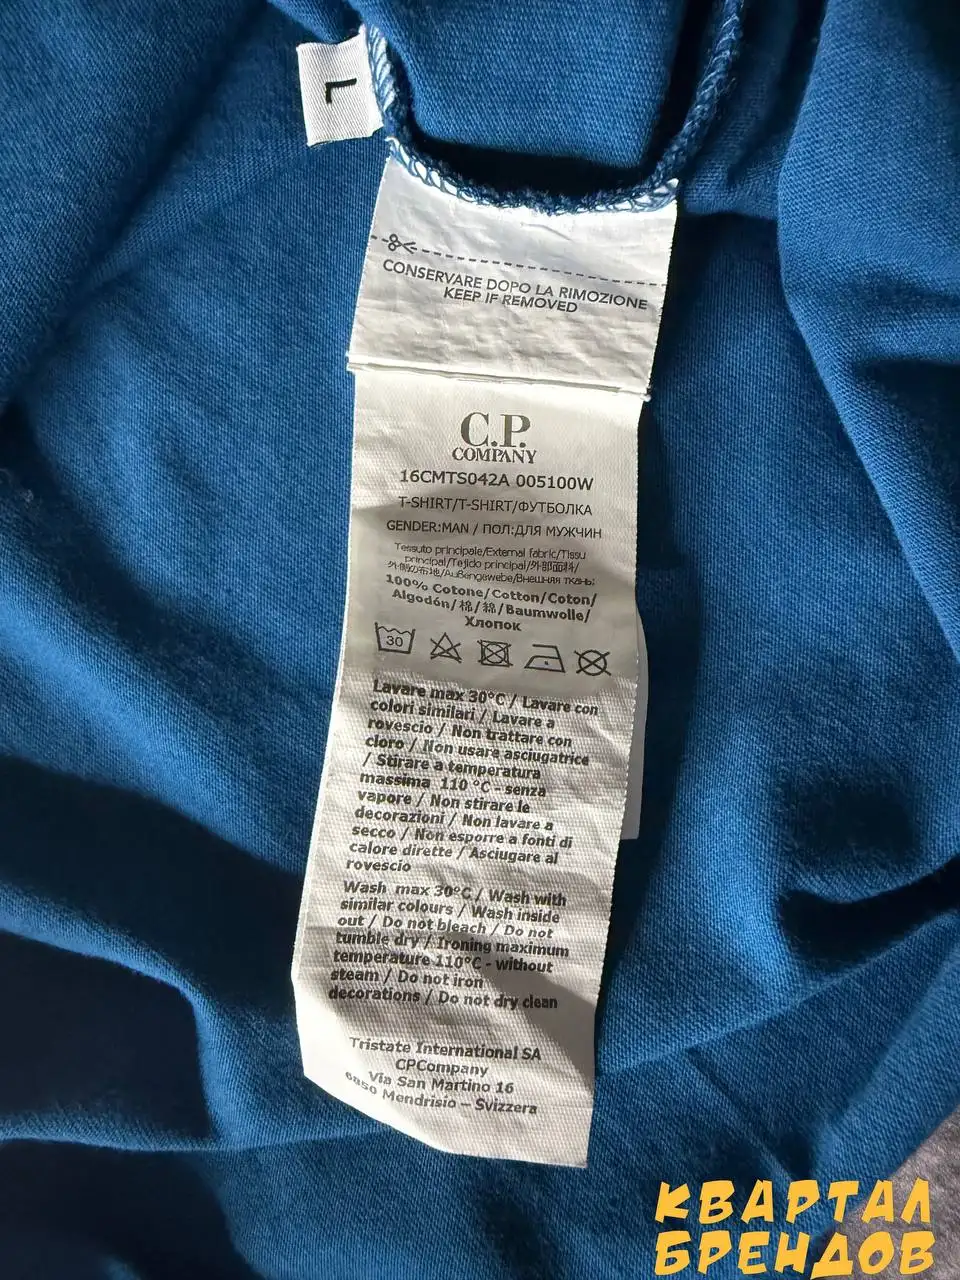 L
CONSERVARE DOPO LA RIMOZIONE
KEEP IF REMOVED
C.P.
COMPANY
16CMTS042A 005100W
T-SHIRT/T-SHIRT/ФУТБОЛКА
GENDER:MAN / ПОЛ:ДЛЯ МУЖЧИН
Tessuto principale/External fabric/Tissu
principal/Tejido principal/外部面料/
外側の布地/Außengewebe/Внешняя ткань:
100% Cotone/Cotton/Coton/
Algodón/棉/綿/Baumwolle/
Хлопок
30
Lavare max 30°C / Lavare con
colori similari / Lavare a
rovescio / Non trattare con
cloro / Non usare asciugatrice
/ Stirare a temperatura
massima 110 °C - senza
vapore / Non stirare le
decorazioni / Non lavare a
secco / Non esporre a fonti di
calore dirette / Asciugare al
rovescio
Wash max 30°C / Wash with
similar colours / Wash inside
out / Do not bleach / Do not
tumble dry / Ironing maximum
temperature 110°C - without
steam / Do not iron
decorations / Do not dry clean
Tristate International SA
CPCompany
Via San Martino 16
6850 Mendrisio – Svizzera
КВАРТАЛ
БРЕНДОВ